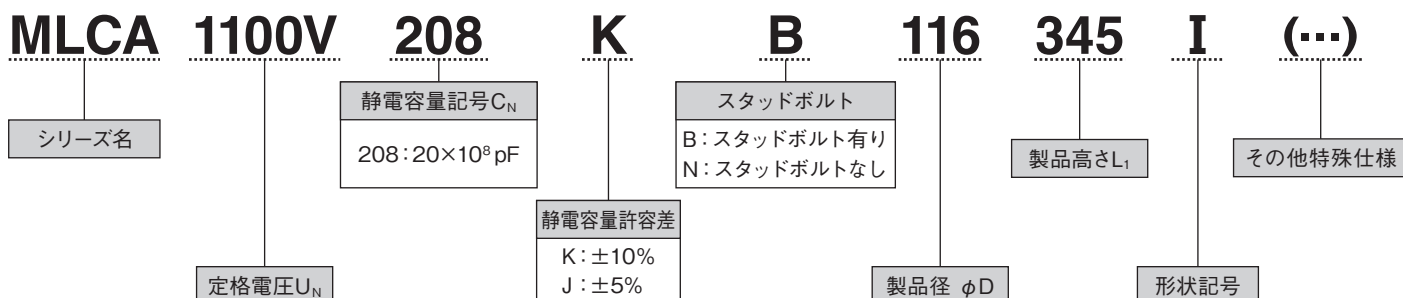 MLCA 1100V 208 K B 116 345 I (…)
シリーズ名
定格電圧U_N
静電容量記号C_N
208:20×10⁸ pF
静電容量許容差
K:±10%
J:±5%
スタッドボルト
B:スタッドボルト有り
N:スタッドボルトなし
製品径 φD
製品高さL₁
形状記号
その他特殊仕様